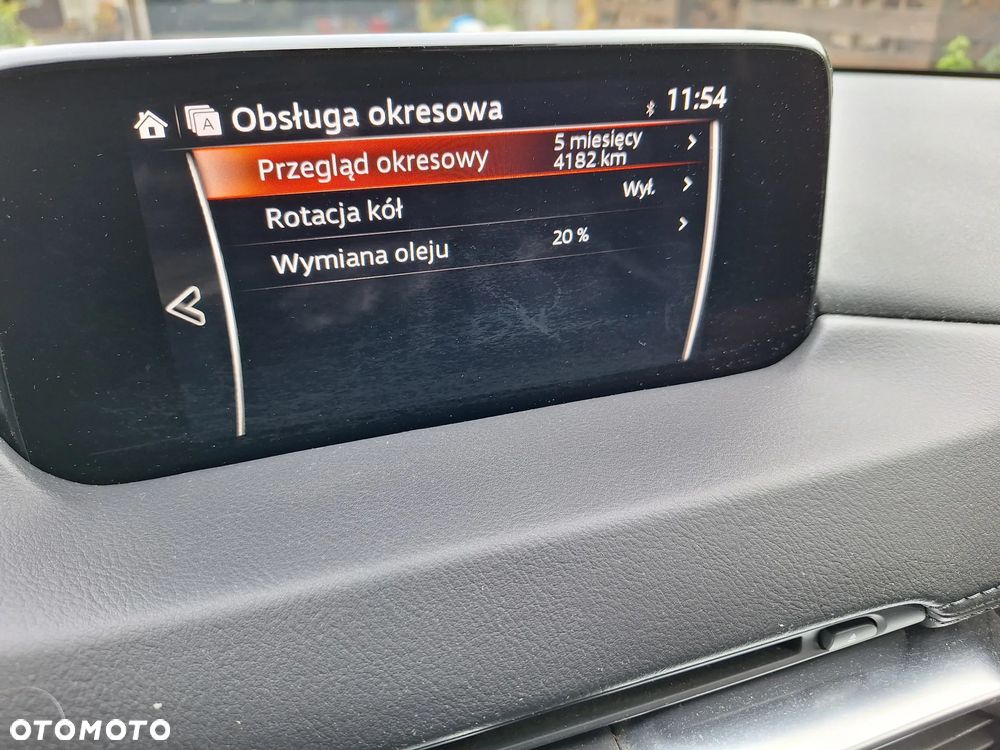 A Obsługa okresowa 11:54
Przegląd okresowy 5 miesięcy
4182 km
Rotacja kół Wył.
Wymiana oleju 20 %
OTOMOTO